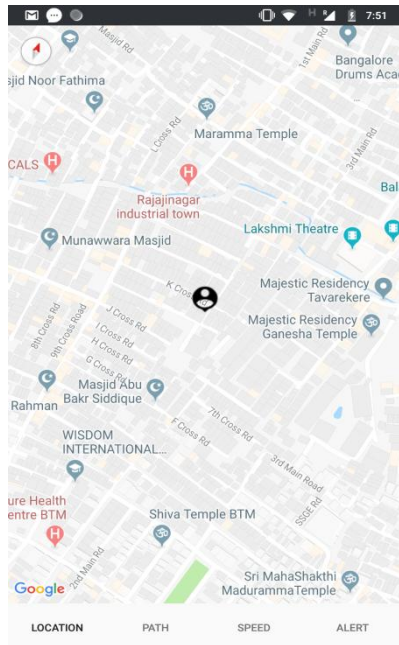 H 7:51
Masjid Rd
1st Main Rd
Bangalore
Drums Aca
sjid Noor Fathima
L Cross Rd
Maramma Temple
3rd Main Rd
CALS H
H
Rajajinagar
industrial town
Bal
Lakshmi Theatre
Munawwara Masjid
K Cross
Majestic Residency
Tavarekere
Majestic Residency
Ganesha Temple
8th Cross Rd
9th Cross Road
J Cross Rd
I Cross Rd
H Cross Rd
G Cross Rd
Masjid Abu
Bakr Siddique
Rahman
7th Cross Rd
F Cross Rd
WISDOM
INTERNATIONAL...
3rd Main Road
ure Health
entre BTM
H
SSGE Rd
Shiva Temple BTM
2nd Main Rd
Sri MahaShakthi
MadurammaTemple
Google
LOCATION PATH SPEED ALERT